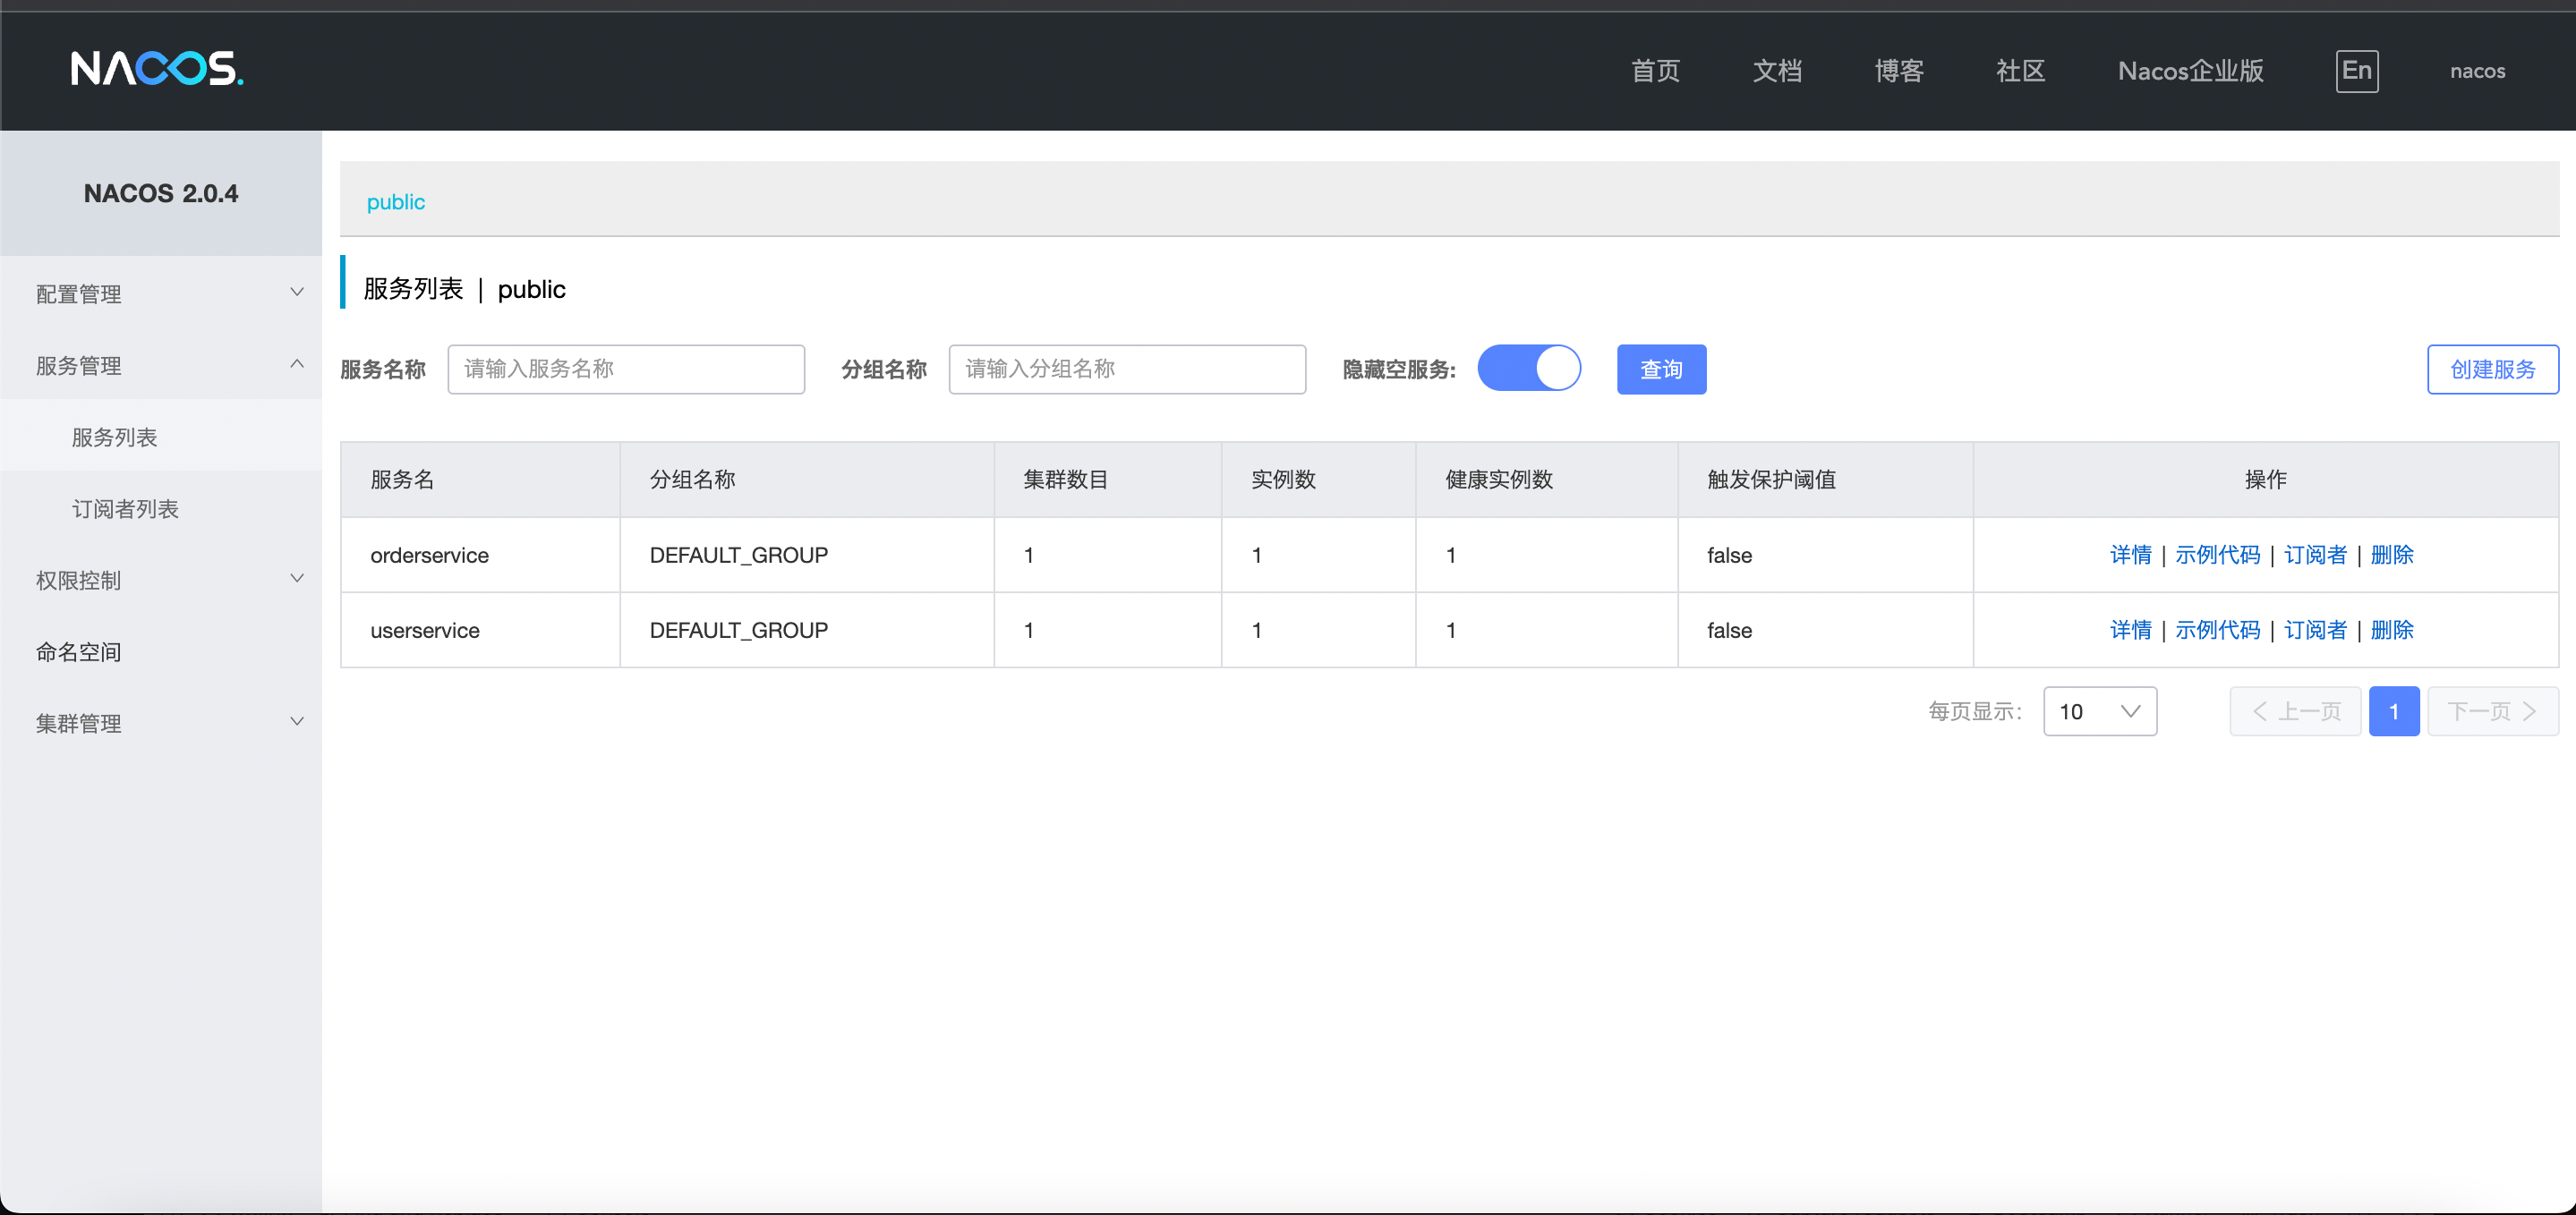 NACOS.
首页 文档 博客 社区 Nacos企业版 En nacos
NACOS 2.0.4
配置管理
服务管理
服务列表
订阅者列表
权限控制
命名空间
集群管理
public
服务列表 | public
服务名称 请输入服务名称 分组名称 请输入分组名称 隐藏空服务: 查询 创建服务
服务名 分组名称 集群数目 实例数 健康实例数 触发保护阈值 操作
orderservice DEFAULT_GROUP 1 1 1 false 详情 | 示例代码 | 订阅者 | 删除
userservice DEFAULT_GROUP 1 1 1 false 详情 | 示例代码 | 订阅者 | 删除
每页显示: 10 上一页 1 下一页